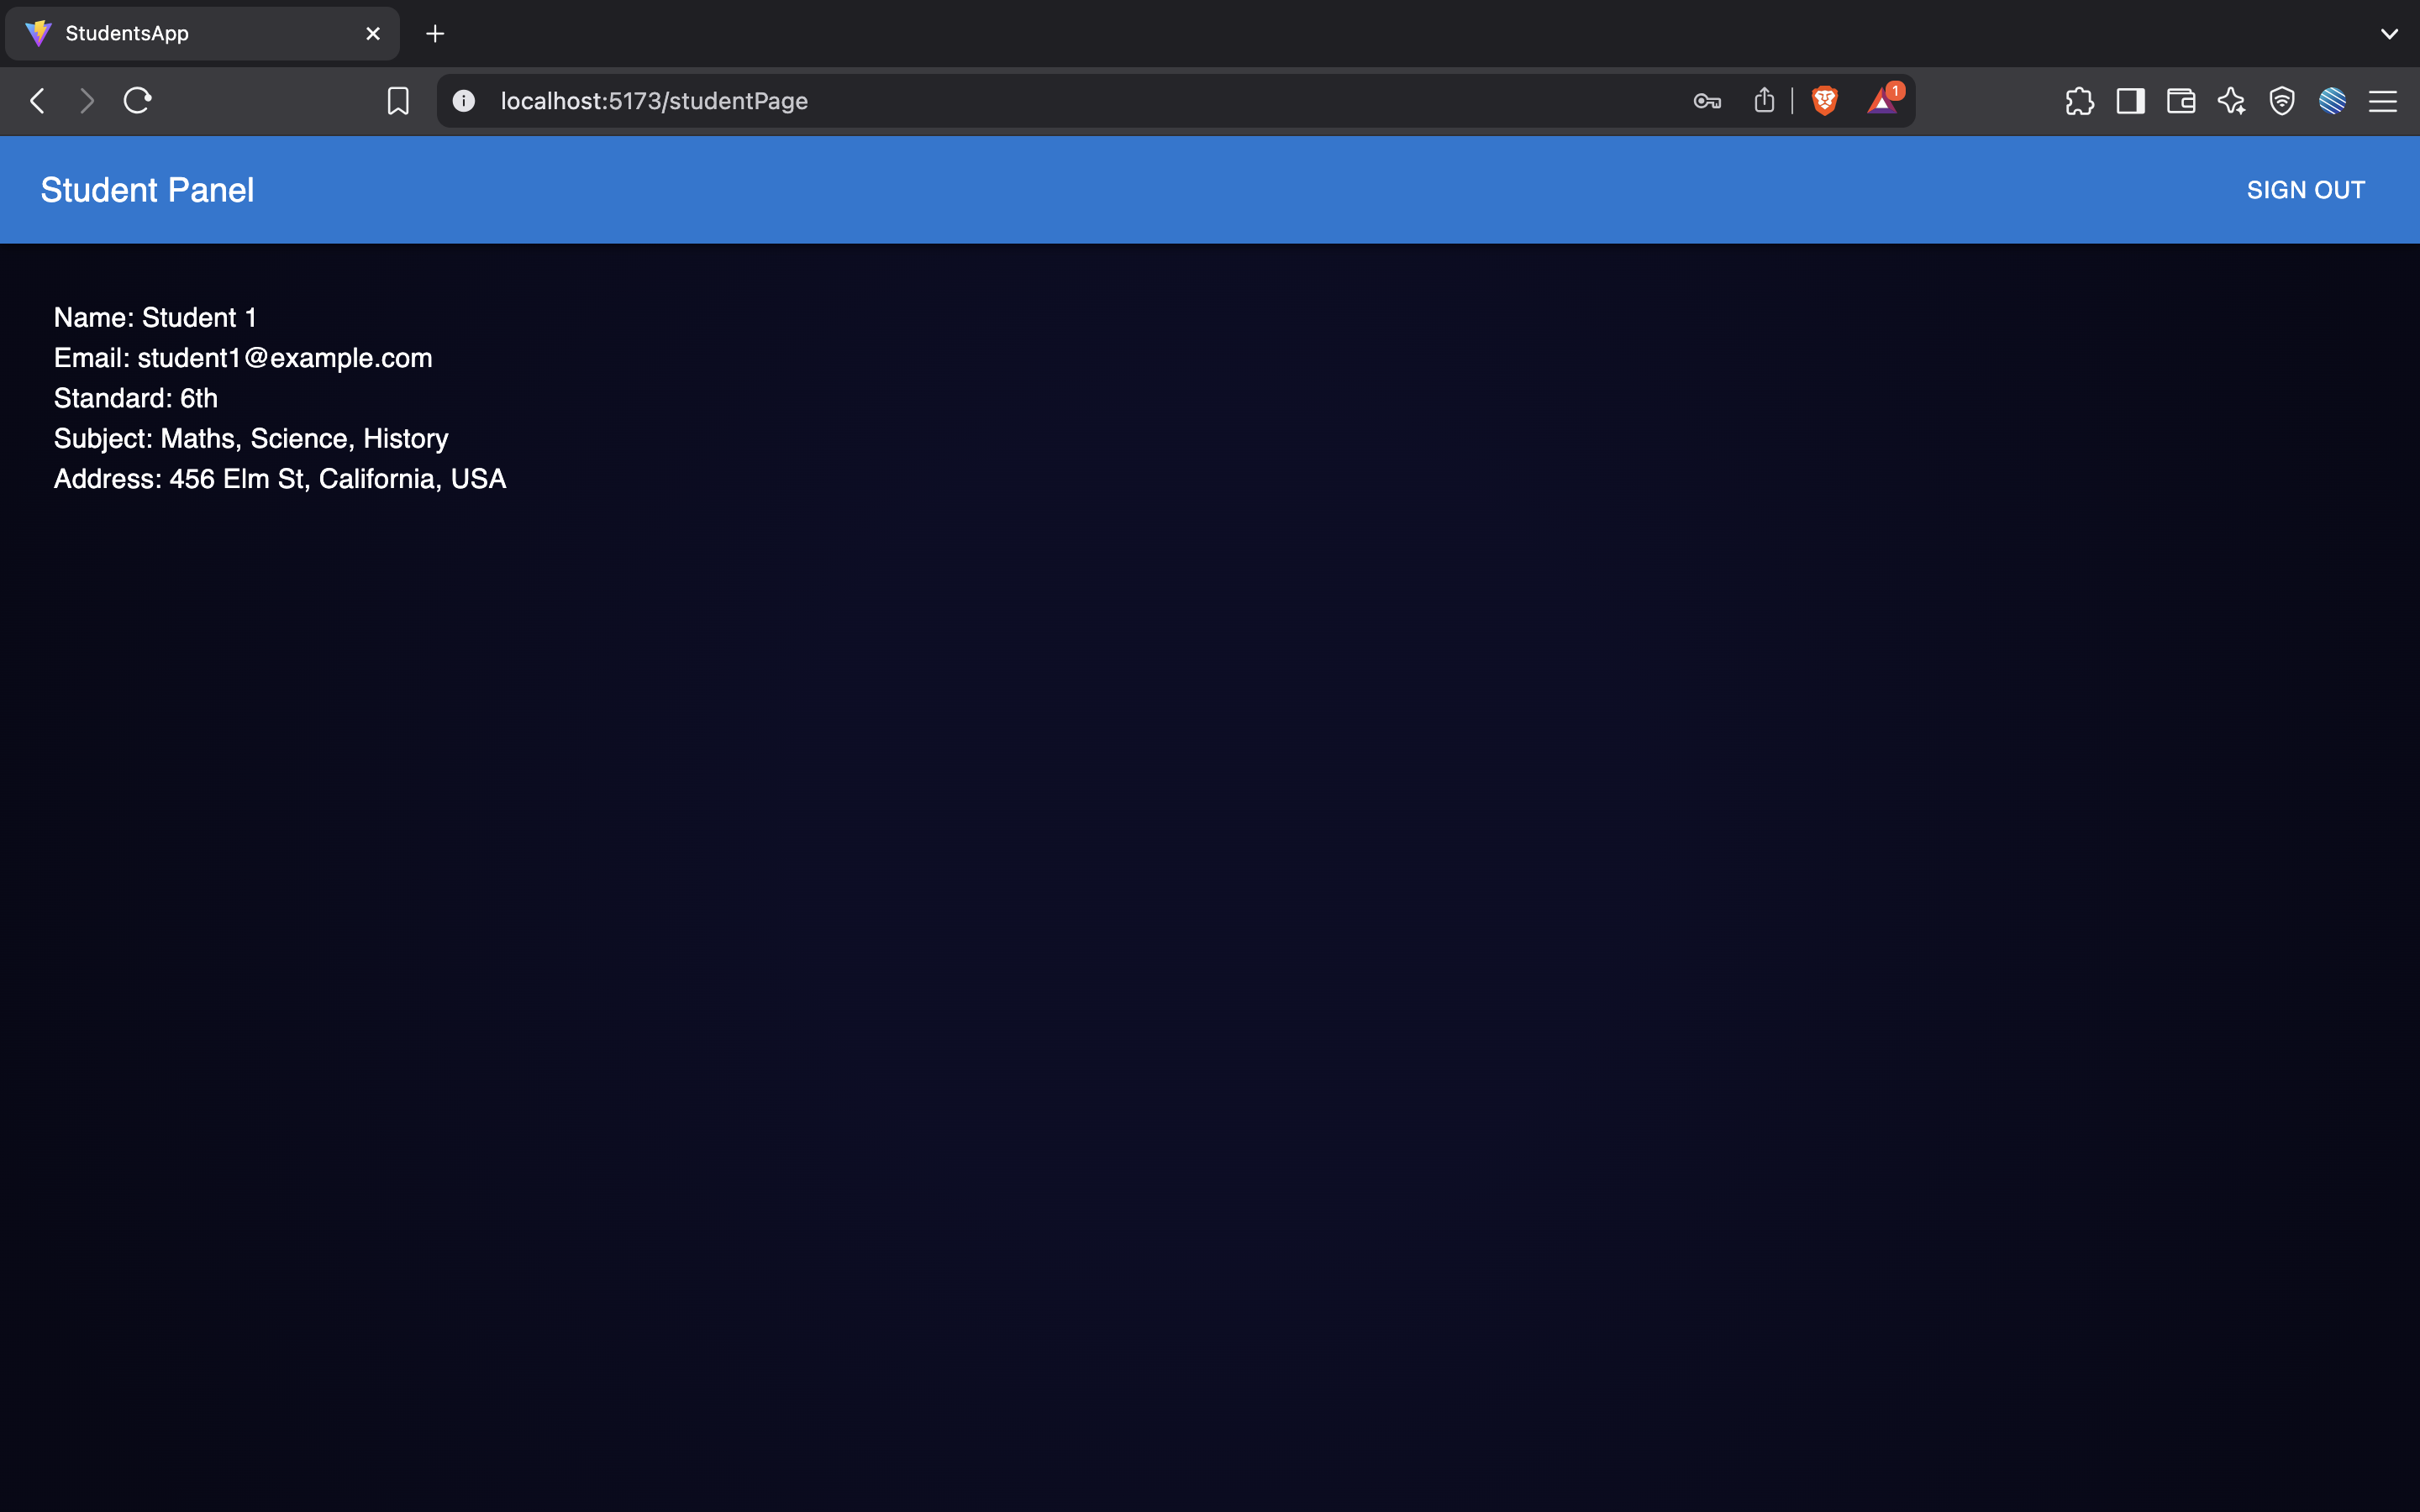 StudentsApp
localhost:5173/studentPage
1
Student Panel
SIGN OUT
Name: Student 1
Email: student1@example.com
Standard: 6th
Subject: Maths, Science, History
Address: 456 Elm St, California, USA